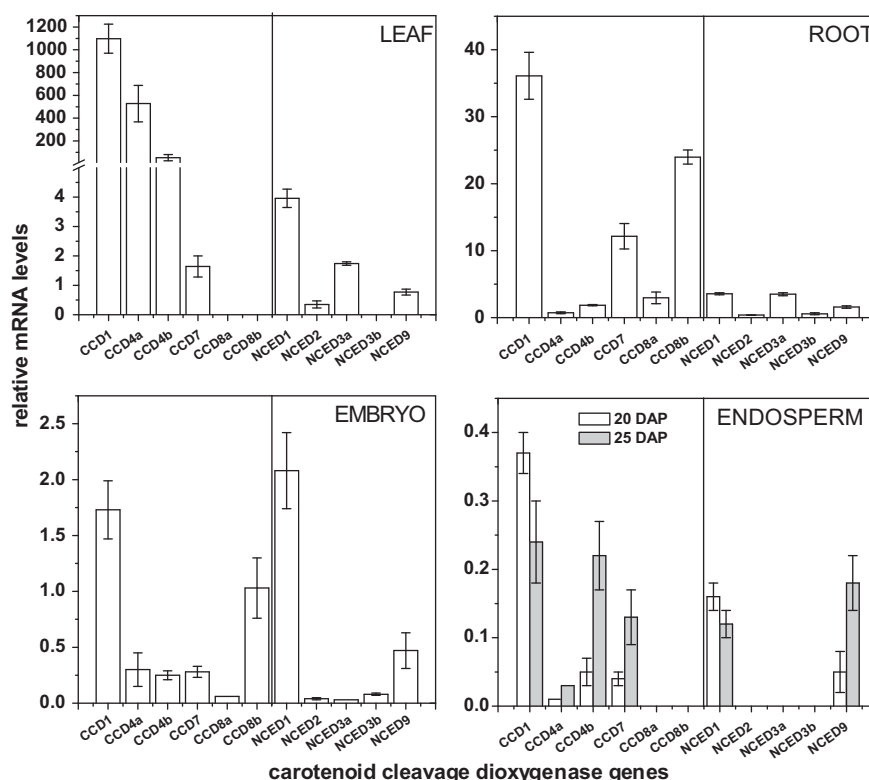 relative mRNA levels
LEAF
1200
1000
800
600
400
200
4
3
2
1
0
CCD1
CCD4a
CCD4b
CCD7
CCD8a
CCD8b
NCED1
NCED2
NCED3a
NCED3b
NCED9
ROOT
40
30
20
10
0
CCD1
CCD4a
CCD4b
CCD7
CCD8a
CCD8b
NCED1
NCED2
NCED3a
NCED3b
NCED9
EMBRYO
2.5
2.0
1.5
1.0
0.5
0.0
CCD1
CCD4a
CCD4b
CCD7
CCD8a
CCD8b
NCED1
NCED2
NCED3a
NCED3b
NCED9
ENDOSPERM
20 DAP
25 DAP
0.4
0.3
0.2
0.1
0.0
CCD1
CCD4a
CCD4b
CCD7
CCD8a
CCD8b
NCED1
NCED2
NCED3a
NCED3b
NCED9
carotenoid cleavage dioxygenase genes